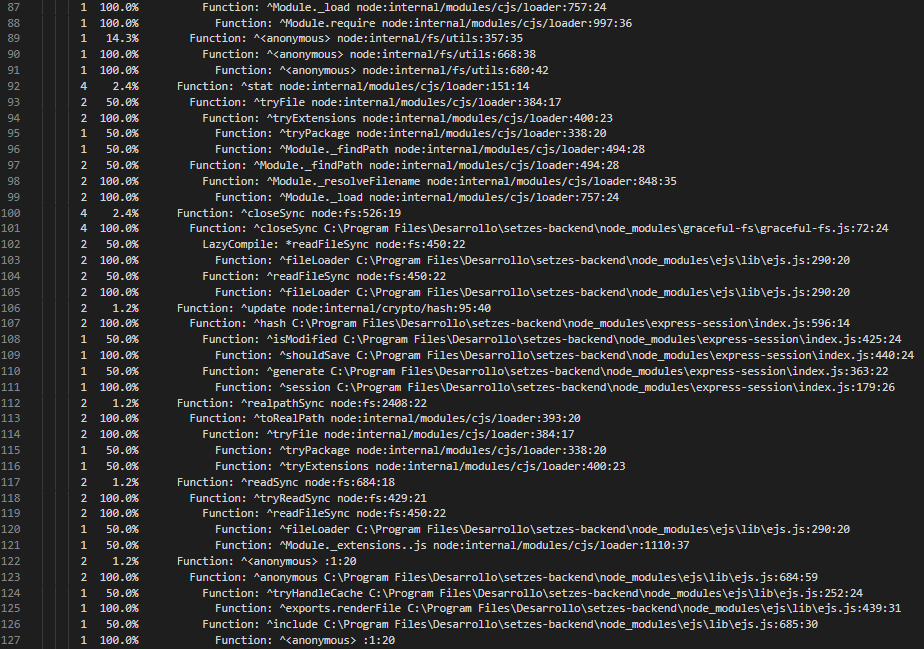 87 1 100.0% Function: ^Module._load node:internal/modules/cjs/loader:757:24
88 1 100.0% Function: ^Module.require node:internal/modules/cjs/loader:997:36
89 1 14.3% Function: ^<anonymous> node:internal/fs/utils:357:35
90 1 100.0% Function: ^<anonymous> node:internal/fs/utils:668:38
91 1 100.0% Function: ^<anonymous> node:internal/fs/utils:680:42
92 4 2.4% Function: ^stat node:internal/modules/cjs/loader:151:14
93 2 50.0% Function: ^tryFile node:internal/modules/cjs/loader:384:17
94 2 100.0% Function: ^tryExtensions node:internal/modules/cjs/loader:400:23
95 1 50.0% Function: ^tryPackage node:internal/modules/cjs/loader:338:20
96 1 50.0% Function: ^Module._findPath node:internal/modules/cjs/loader:494:28
97 2 50.0% Function: ^Module._findPath node:internal/modules/cjs/loader:494:28
98 2 100.0% Function: ^Module._resolveFilename node:internal/modules/cjs/loader:848:35
99 2 100.0% Function: ^Module._load node:internal/modules/cjs/loader:757:24
100 4 2.4% Function: ^closeSync node:fs:526:19
101 4 100.0% Function: ^closeSync C:\Program Files\Desarrollo\setzes-backend\node_modules\graceful-fs\graceful-fs.js:72:24
102 2 50.0% LazyCompile: *readFileSync node:fs:450:22
103 2 100.0% Function: ^fileLoader C:\Program Files\Desarrollo\setzes-backend\node_modules\ejs\lib\ejs.js:290:20
104 2 50.0% Function: ^readFileSync node:fs:450:22
105 2 100.0% Function: ^fileLoader C:\Program Files\Desarrollo\setzes-backend\node_modules\ejs\lib\ejs.js:290:20
106 2 1.2% Function: ^update node:internal/crypto/hash:95:40
107 2 100.0% Function: ^hash C:\Program Files\Desarrollo\setzes-backend\node_modules\express-session\index.js:596:14
108 1 50.0% Function: ^isModified C:\Program Files\Desarrollo\setzes-backend\node_modules\express-session\index.js:425:24
109 1 100.0% Function: ^shouldSave C:\Program Files\Desarrollo\setzes-backend\node_modules\express-session\index.js:440:24
110 1 50.0% Function: ^generate C:\Program Files\Desarrollo\setzes-backend\node_modules\express-session\index.js:363:22
111 1 100.0% Function: ^session C:\Program Files\Desarrollo\setzes-backend\node_modules\express-session\index.js:179:26
112 2 1.2% Function: ^realpathSync node:fs:2408:22
113 2 100.0% Function: ^toRealPath node:internal/modules/cjs/loader:393:20
114 2 100.0% Function: ^tryFile node:internal/modules/cjs/loader:384:17
115 1 50.0% Function: ^tryPackage node:internal/modules/cjs/loader:338:20
116 1 50.0% Function: ^tryExtensions node:internal/modules/cjs/loader:400:23
117 2 1.2% Function: ^readSync node:fs:684:18
118 2 100.0% Function: ^tryReadSync node:fs:429:21
119 2 100.0% Function: ^readFileSync node:fs:450:22
120 1 50.0% Function: ^fileLoader C:\Program Files\Desarrollo\setzes-backend\node_modules\ejs\lib\ejs.js:290:20
121 1 50.0% Function: ^Module._extensions..js node:internal/modules/cjs/loader:1110:37
122 2 1.2% Function: ^<anonymous> :1:20
123 2 100.0% Function: ^anonymous C:\Program Files\Desarrollo\setzes-backend\node_modules\ejs\lib\ejs.js:684:59
124 1 50.0% Function: ^tryHandleCache C:\Program Files\Desarrollo\setzes-backend\node_modules\ejs\lib\ejs.js:252:24
125 1 100.0% Function: ^exports.renderFile C:\Program Files\Desarrollo\setzes-backend\node_modules\ejs\lib\ejs.js:439:31
126 1 50.0% Function: ^include C:\Program Files\Desarrollo\setzes-backend\node_modules\ejs\lib\ejs.js:685:30
127 1 100.0% Function: ^<anonymous> :1:20